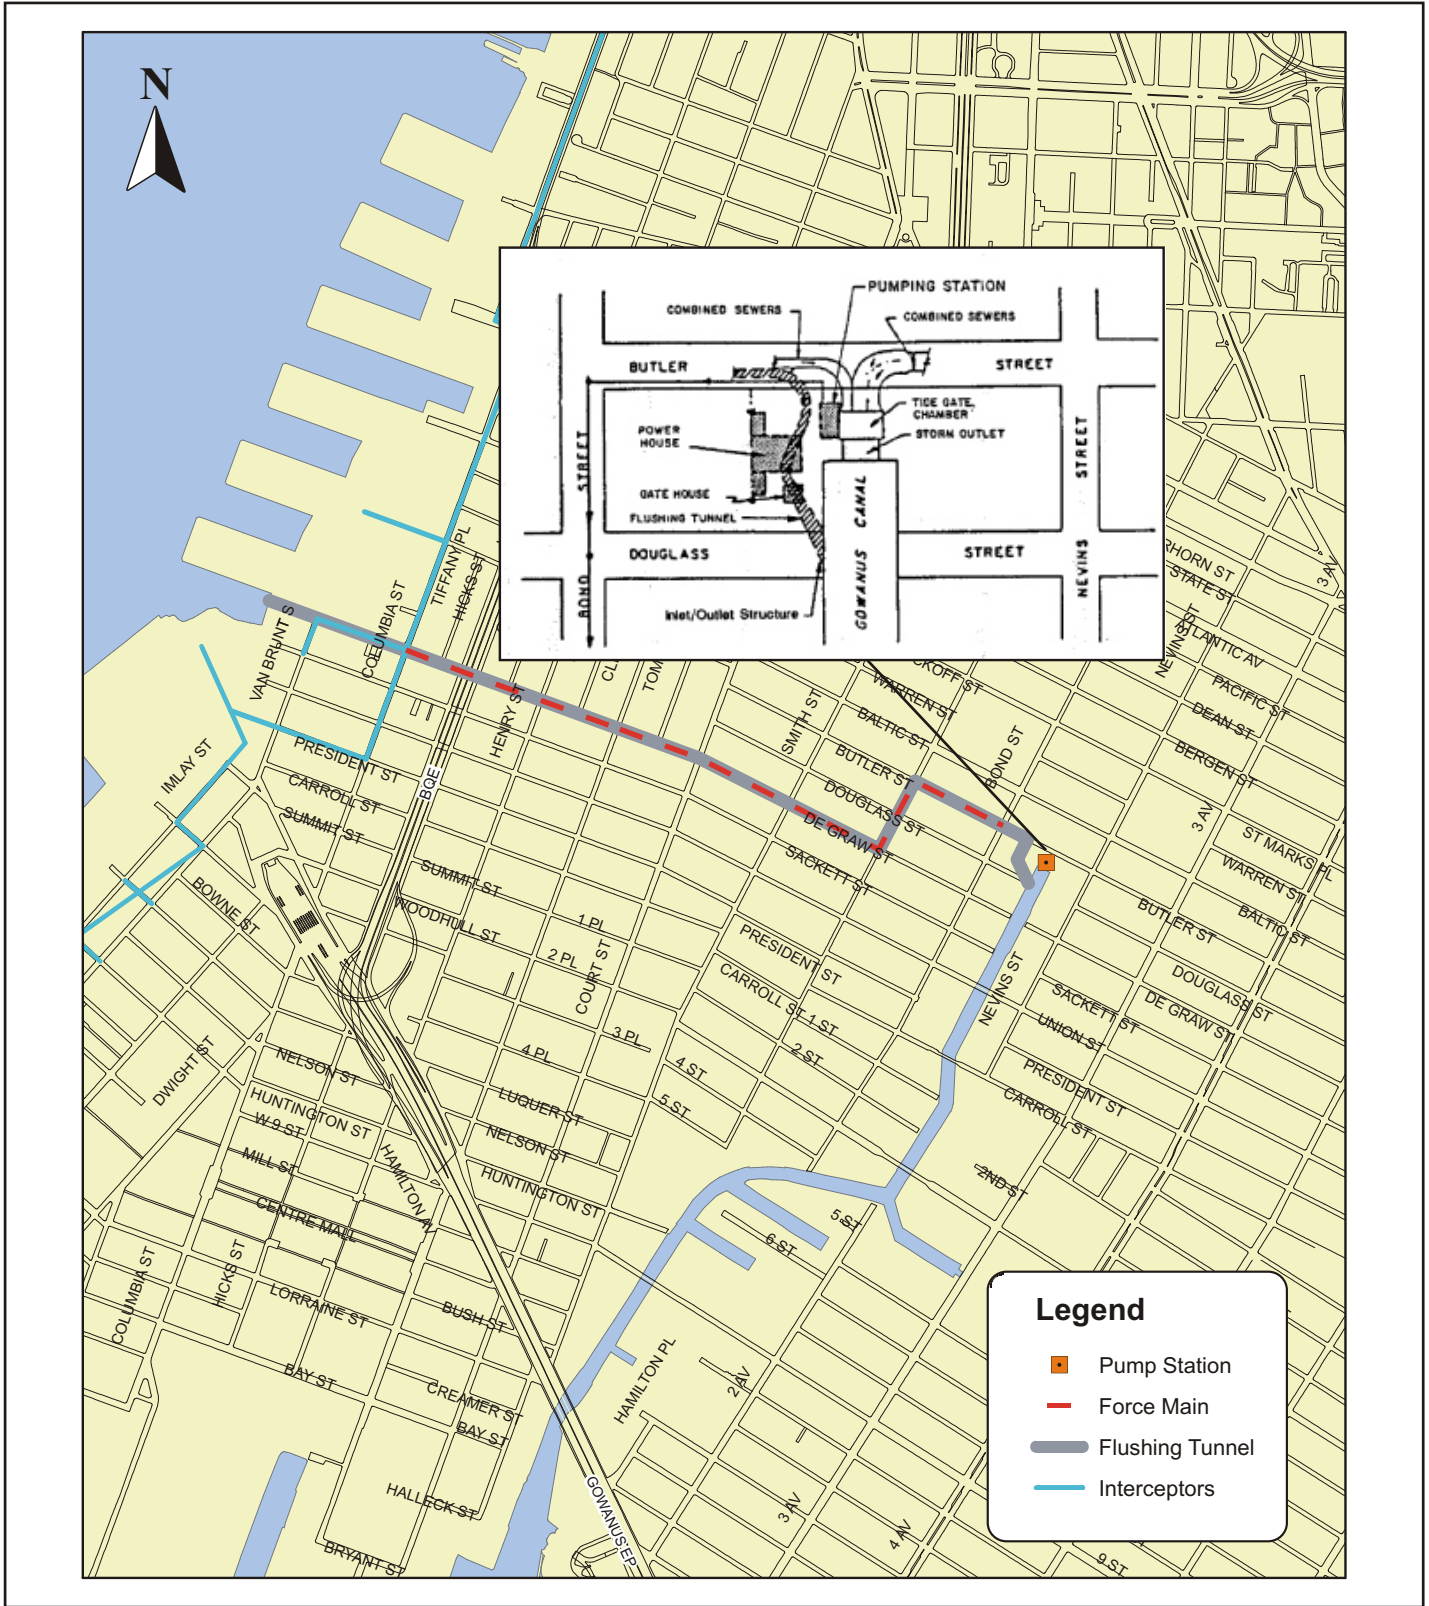 N
PUMPING STATION
COMBINED SEWERS
COMBINED SEWERS
BUTLER
STREET
TIDE GATE
CHAMBER
STORM OUTLET
POWER
HOUSE
STREET
STREET
GATE HOUSE
FLUSHING TUNNEL
GOWANUS CANAL
DOUGLASS
STREET
NEVINS
BOND
Inlet/Outlet Structure
TIFFANY PL
HICKS ST
COLUMBIA ST
VAN BRUNT S
RHORN ST
STATE ST
3 AV
ATLANTIC AV
NEVINS ST
PACIFIC ST
DEAN ST
BERGEN ST
CL
TOM
CKOFF ST
WARREN ST
BALTIC ST
BUTLER ST
DOUGLASS ST
DE GRAW ST
SACKETT ST
SMITH ST
BOND ST
HENRY ST
IMLAY ST
PRESIDENT ST
CARROLL ST
SUMMIT ST
BQE
3 AV
ST MARKS PL
WARREN ST
BALTIC ST
BUTLER ST
DOUGLASS ST
DE GRAW ST
SUMMIT ST
WOODHULL ST
BOWNE ST
1 PL
2 PL
COURT ST
3 PL
4 PL
PRESIDENT ST
CARROLL ST
1 ST
2 ST
4 ST
5 ST
NEVINS ST
SACKETT ST
UNION ST
PRESIDENT ST
CARROLL ST
2ND ST
DWIGHT ST
NELSON ST
HUNTINGTON ST
W 9 ST
MILL ST
CENTRE MALL
HAMILTON AV
LUQUER ST
NELSON ST
HUNTINGTON ST
5 ST
6 ST
COLUMBIA ST
HICKS ST
LORRAINE ST
BUSH ST
BAY ST
CREAMER ST
BAY ST
HALLECK ST
BRYANT ST
GOWANUS EP
HAMILTON PL
2 AV
3 AV
4 AV
9 ST
Legend
Pump Station
Force Main
Flushing Tunnel
Interceptors